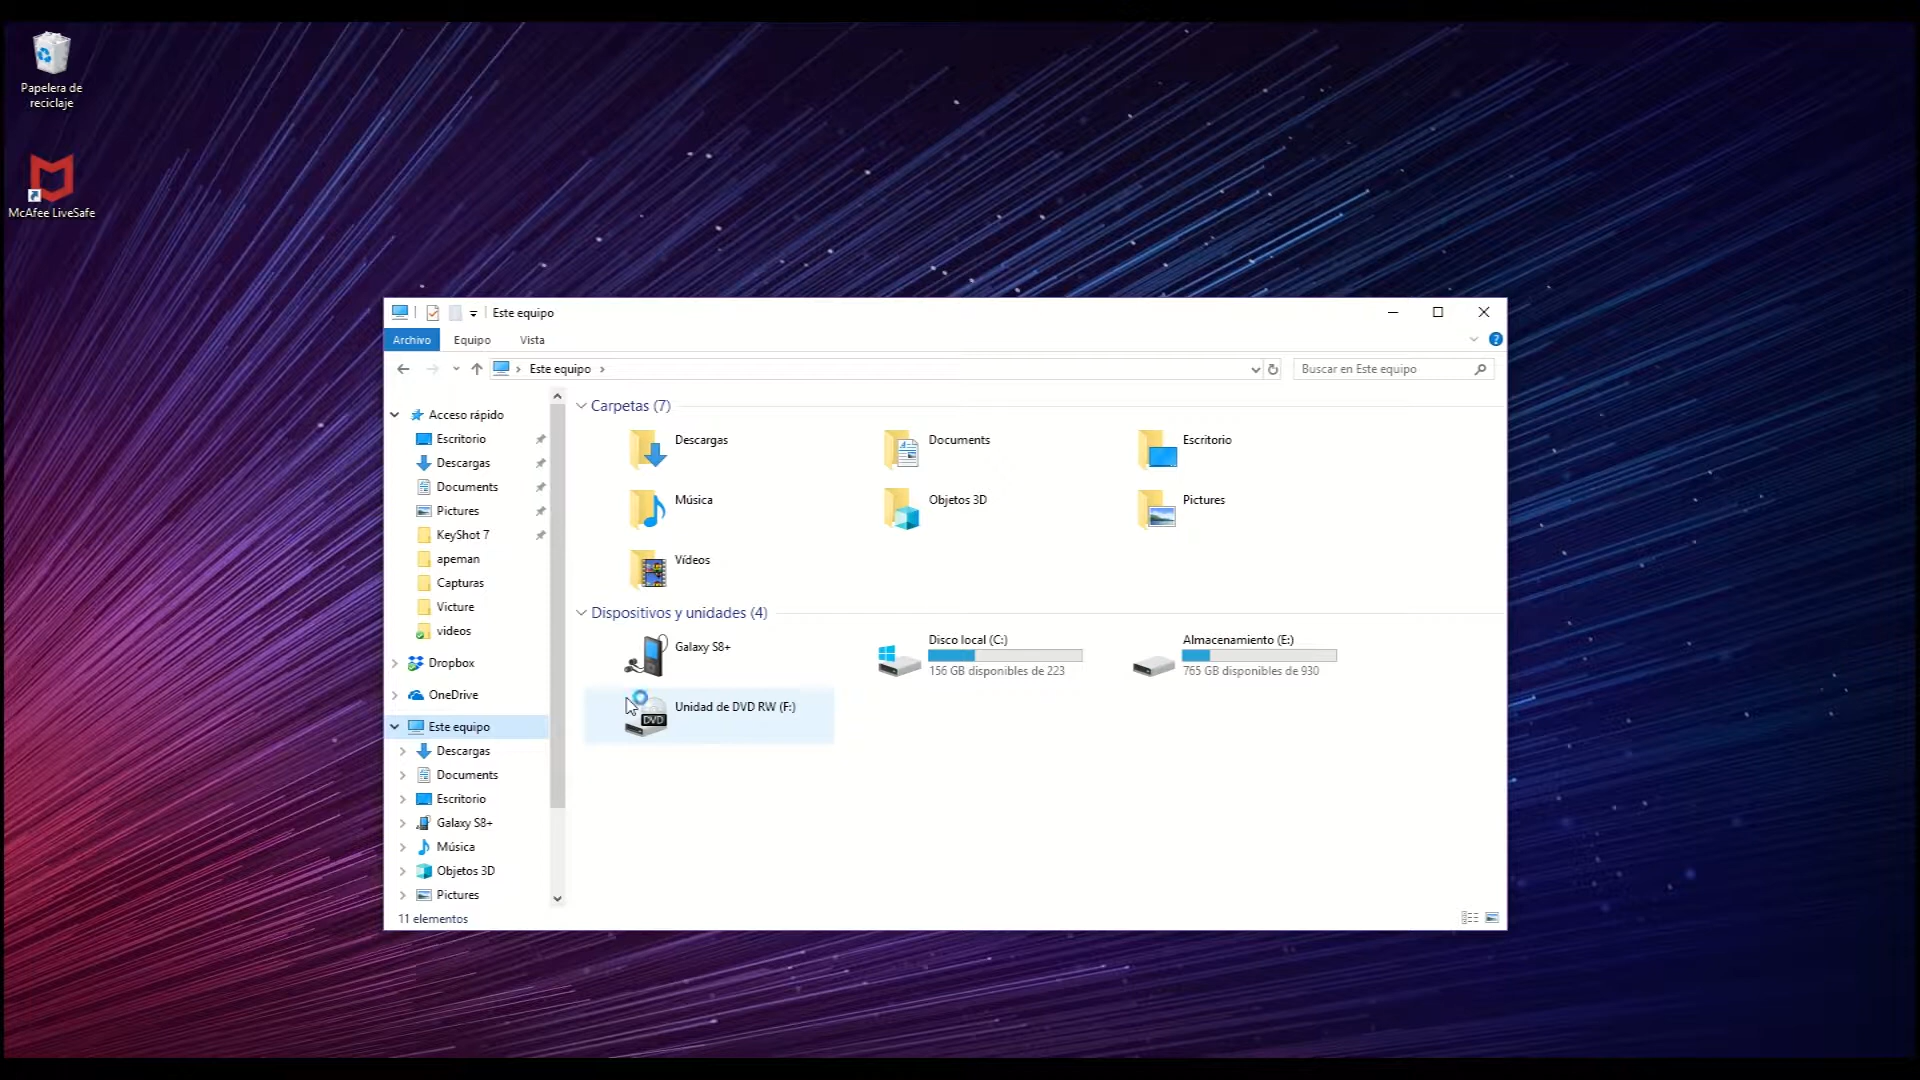 Papelera de
reciclaje
McAfee LiveSafe
Este equipo
Archivo
Equipo
Vista
Este equipo
Buscar en Este equipo
Acceso rápido
Escritorio
Descargas
Documents
Pictures
KeyShot 7
apeman
Capturas
Victure
videos
Dropbox
OneDrive
Este equipo
Descargas
Documents
Escritorio
Galaxy S8+
Música
Objetos 3D
Pictures
11 elementos
Carpetas (7)
Descargas
Documents
Escritorio
Música
Objetos 3D
Pictures
Vídeos
Dispositivos y unidades (4)
Galaxy S8+
Disco local (C:)
156 GB disponibles de 223
Almacenamiento (E:)
765 GB disponibles de 930
DVD
Unidad de DVD RW (F:)